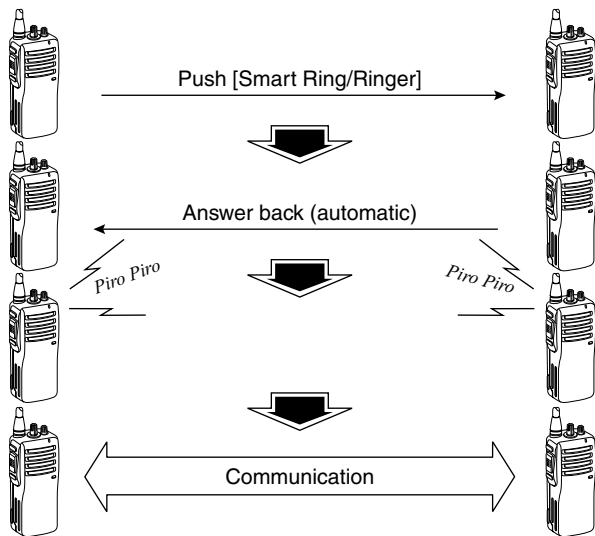 Push [Smart Ring/Ringer]
Answer back (automatic)
Piro Piro
Piro Piro
Communication